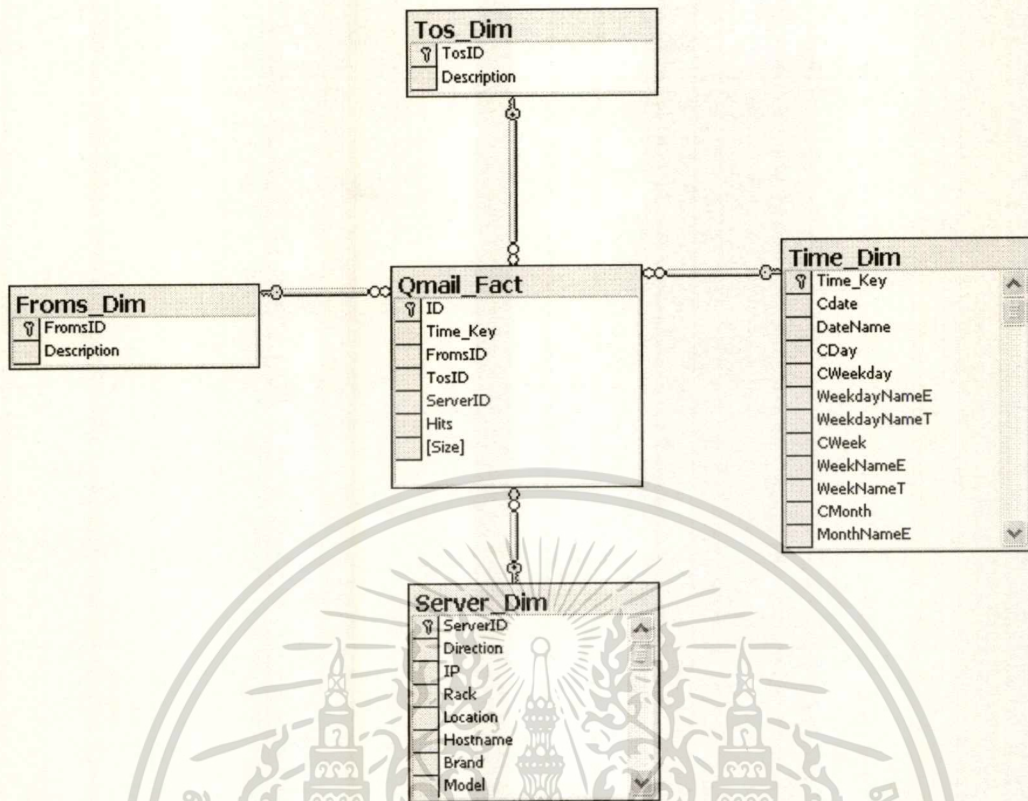 Tos_Dim
TosID
Description
Froms_Dim
FromsID
Description
Qmail_Fact
ID
Time_Key
FromsID
TosID
ServerID
Hits
[Size]
Time_Dim
Time_Key
Cdate
DateName
CDay
CWeekday
WeekdayNameE
WeekdayNameT
CWeek
WeekNameE
WeekNameT
CMonth
MonthNameE
Server_Dim
ServerID
Direction
IP
Rack
Location
Hostname
Brand
Model